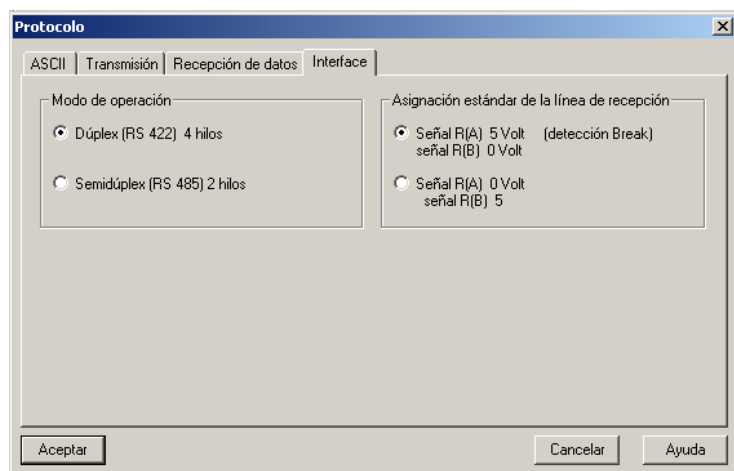 Protocolo
ASCII
Transmisión
Recepción de datos
Interface
Modo de operación
Dúplex (RS 422) 4 hilos
Semidúplex (RS 485) 2 hilos
Asignación estándar de la línea de recepción
Señal R(A) 5 Volt (detección Break)
señal R(B) 0 Volt
Señal R(A) 0 Volt
señal R(B) 5
Aceptar
Cancelar
Ayuda